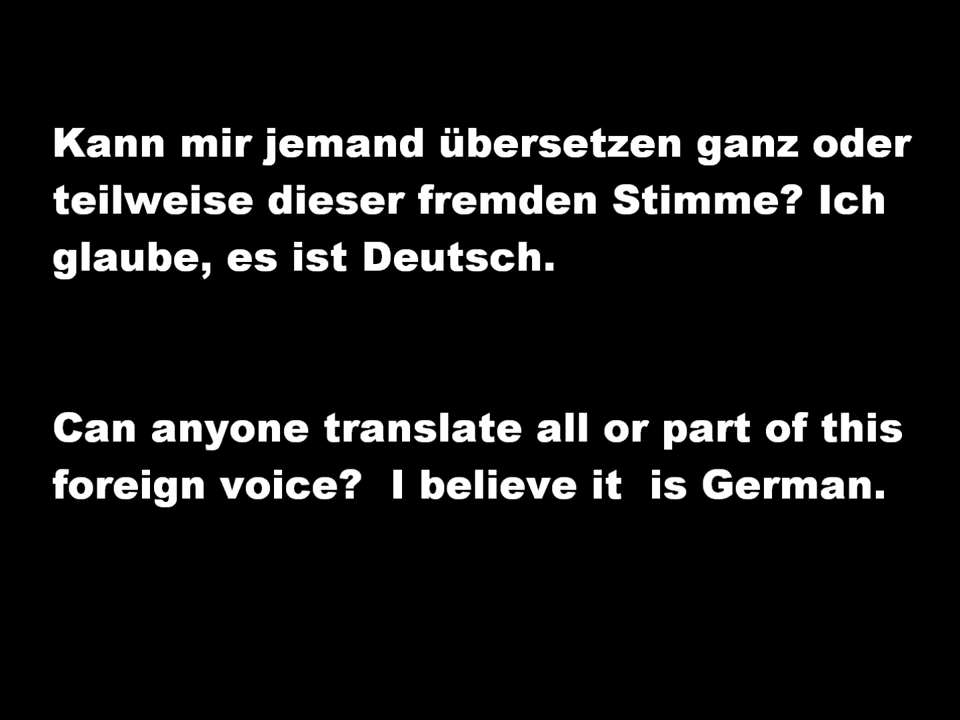 Kann mir jemand übersetzen ganz oder
teilweise dieser fremden Stimme? Ich
glaube, es ist Deutsch.
Can anyone translate all or part of this
foreign voice?  I believe it  is German.